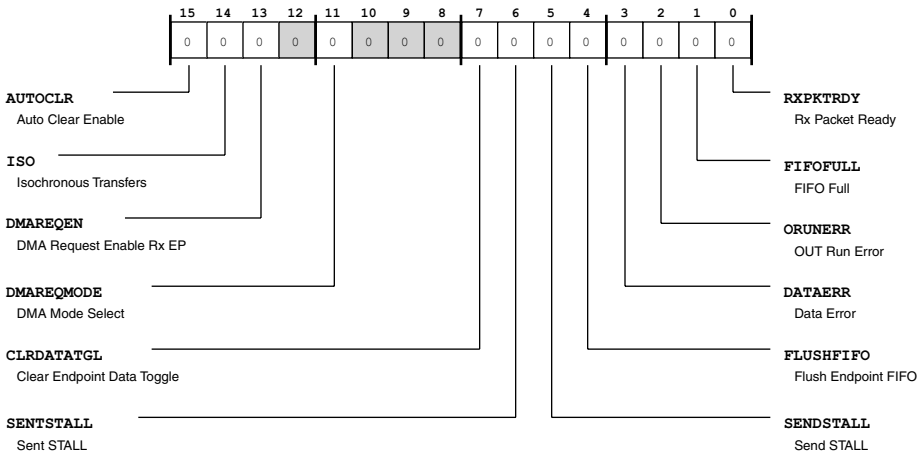 15 14 13 12 11 10 9 8 7 6 5 4 3 2 1 0
0 0 0 0 0 0 0 0 0 0 0 0 0 0 0 0
AUTOCLR
Auto Clear Enable
ISO
Isochronous Transfers
DMAREQEN
DMA Request Enable Rx EP
DMAREQMODE
DMA Mode Select
CLRDATATGL
Clear Endpoint Data Toggle
SENTSTALL
Sent STALL
RXPKTRDY
Rx Packet Ready
FIFOFULL
FIFO Full
ORUNERR
OUT Run Error
DATAERR
Data Error
FLUSHFIFO
Flush Endpoint FIFO
SENDSTALL
Send STALL